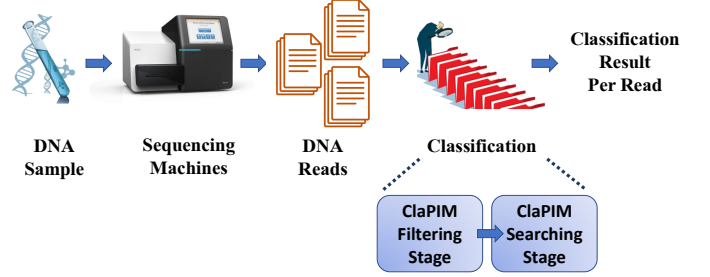 Classification
Result
Per Read
DNA
Sample
Sequencing
Machines
DNA
Reads
Classification
ClaPIM
Filtering
Stage
ClaPIM
Searching
Stage